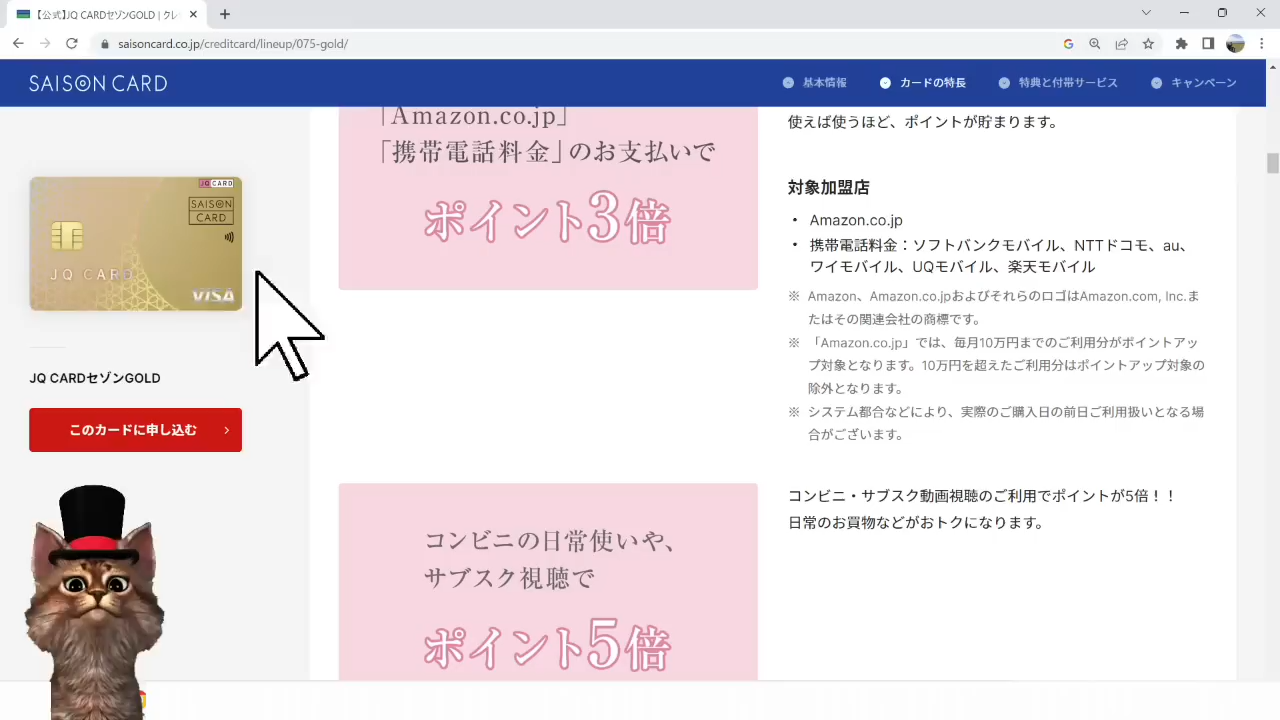 【公式】JQ CARDセゾンGOLD | クレ
saisoncard.co.jp/creditcard/lineup/075-gold/
SAISON CARD
基本情報
カードの特長
特典と付帯サービス
キャンペーン
JQ CARD
SAISON
CARD
JQ CARD
VISA
JQ CARDセゾンGOLD
このカードに申し込む
「Amazon.co.jp」
「携帯電話料金」のお支払いで
ポイント3倍
使えば使うほど、ポイントが貯まります。
対象加盟店
・ Amazon.co.jp
・ 携帯電話料金：ソフトバンクモバイル、NTTドコモ、au、
ワイモバイル、UQモバイル、楽天モバイル
※ Amazon、Amazon.co.jpおよびそれらのロゴはAmazon.com, Inc.ま
たはその関連会社の商標です。
※ 「Amazon.co.jp」では、毎月10万円までのご利用分がポイントアッ
プ対象となります。10万円を超えたご利用分はポイントアップ対象の
除外となります。
※ システム都合などにより、実際のご購入日の前日ご利用扱いとなる場
合がございます。
コンビニの日常使いや、
サブスク視聴で
ポイント5倍
コンビニ・サブスク動画視聴のご利用でポイントが5倍！！
日常のお買物などがおトクになります。